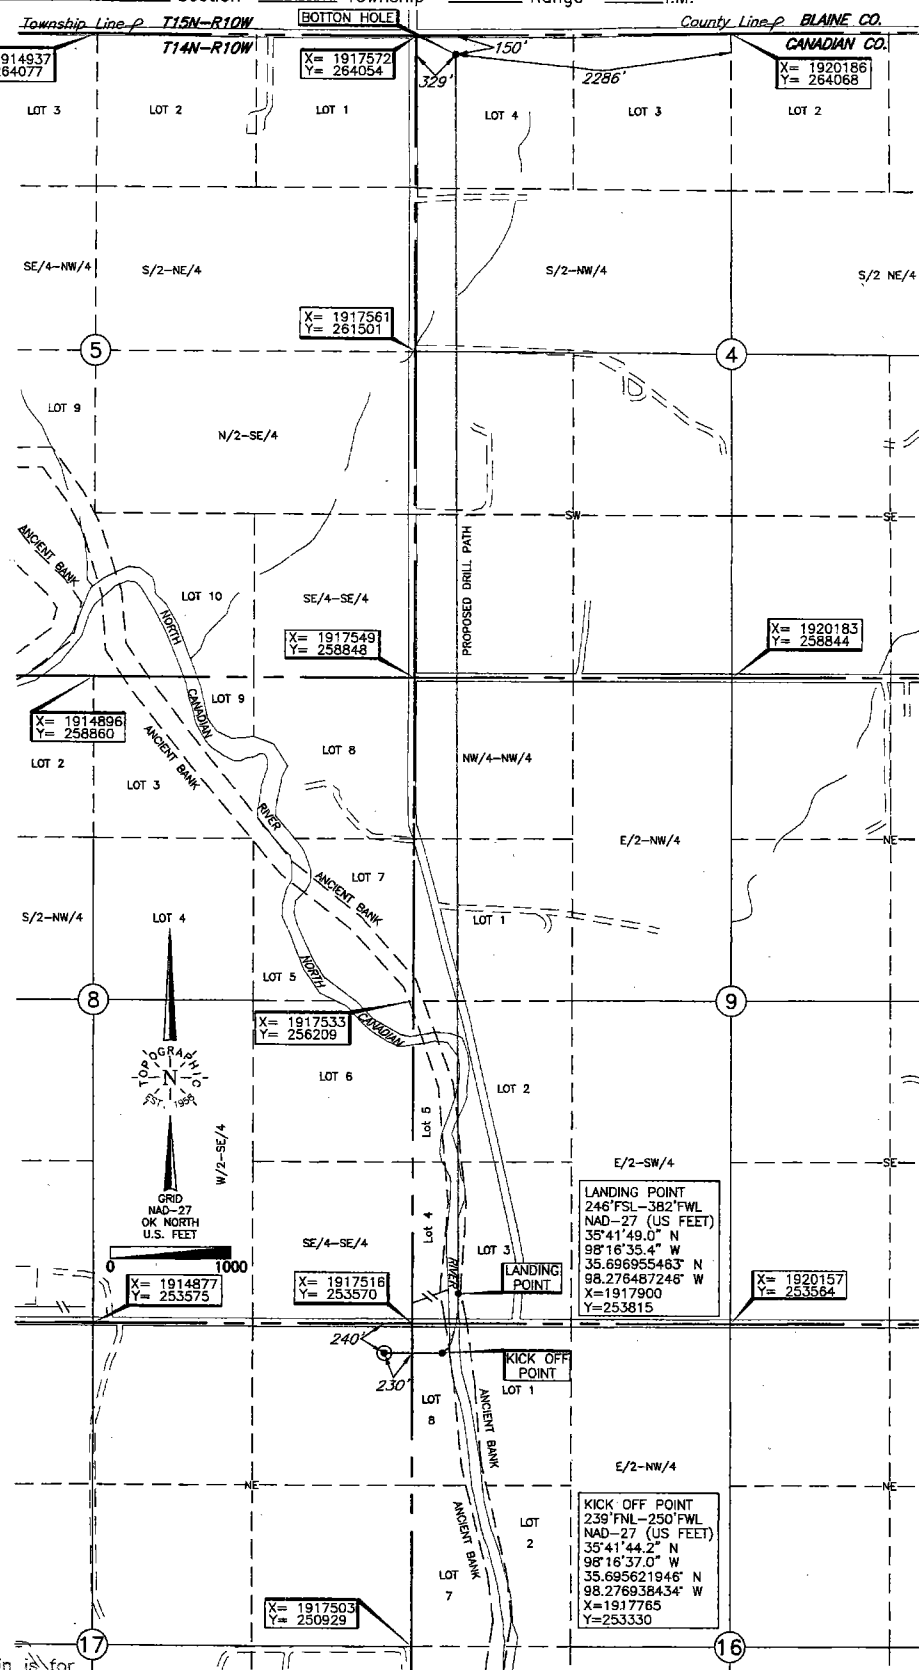 Section Township Range I.M.
Township Line T15N-R10W
BOTTON HOLE
County Line BLAINE CO.
T14N-R10W
CANADIAN CO.
914937
264077
X= 1917572
Y= 264054
150'
329'
2286'
X= 1920186
Y= 264068
LOT 3
LOT 2
LOT 1
LOT 4
LOT 3
LOT 2
SE/4-NW/4
S/2-NE/4
S/2-NW/4
S/2 NE/4
X= 1917561
Y= 261501
5
4
LOT 9
N/2-SE/4
SW
SE
ANCIENT BANK
PROPOSED DRILL PATH
LOT 10
SE/4-SE/4
NORTH
CANADIAN
RIVER
X= 1917549
Y= 258848
X= 1920183
Y= 258844
LOT 9
X= 1914896
Y= 258860
ANCIENT BANK
LOT 8
NW/4-NW/4
LOT 2
LOT 3
E/2-NW/4
NE
LOT 7
ANCIENT BANK
S/2-NW/4
LOT 4
LOT 1
NORTH
CANADIAN
LOT 5
8
9
X= 1917533
Y= 256209
TOPOGRAPHIC
N
EST. 1956
LOT 6
LOT 2
Lot 5
W/2-SE/4
E/2-SW/4
SE
GRID
NAD-27
OK NORTH
U.S. FEET
0 1000
LANDING POINT
246'FSL-382'FWL
NAD-27 (US FEET)
35°41'49.0" N
98°16'35.4" W
35.696955463° N
98.276487246° W
X=1917900
Y=253815
SE/4-SE/4
Lot 4
LOT 3
RIVER
LANDING
POINT
X= 1914877
Y= 253575
X= 1917516
Y= 253570
X= 1920157
Y= 253564
240'
230'
KICK OFF
POINT
LOT 1
LOT
8
ANCIENT BANK
E/2-NW/4
NE
NE
KICK OFF POINT
239'FNL-250'FWL
NAD-27 (US FEET)
35°41'44.2" N
98°16'37.0" W
35.695621946° N
98.276938434° W
X=1917765
Y=253330
ANCIENT BANK
LOT
2
LOT
7
X= 1917503
Y= 250929
17
16
in is for